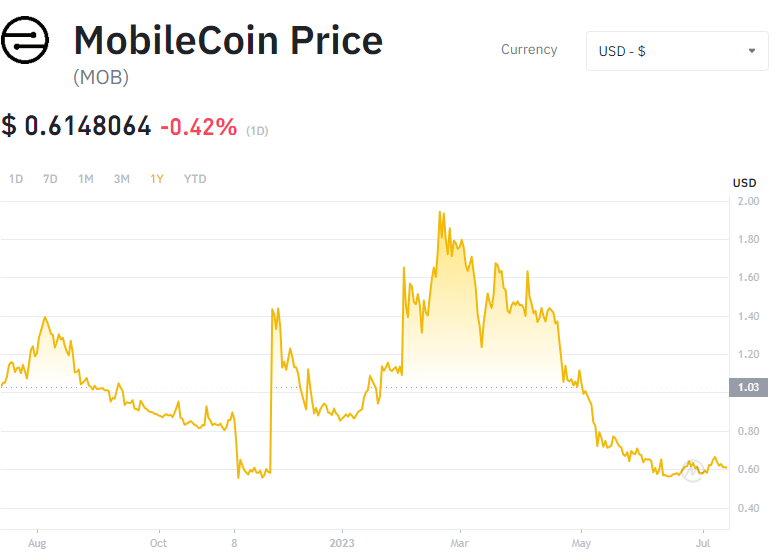 MobileCoin Price
(MOB)
Currency
USD - $
$ 0.6148064 -0.42% (1D)
1D 7D 1M 3M 1Y YTD
USD
2.00
1.80
1.60
1.40
1.20
1.03
0.80
0.60
0.40
Aug Oct 8 2023 Mar May Jul